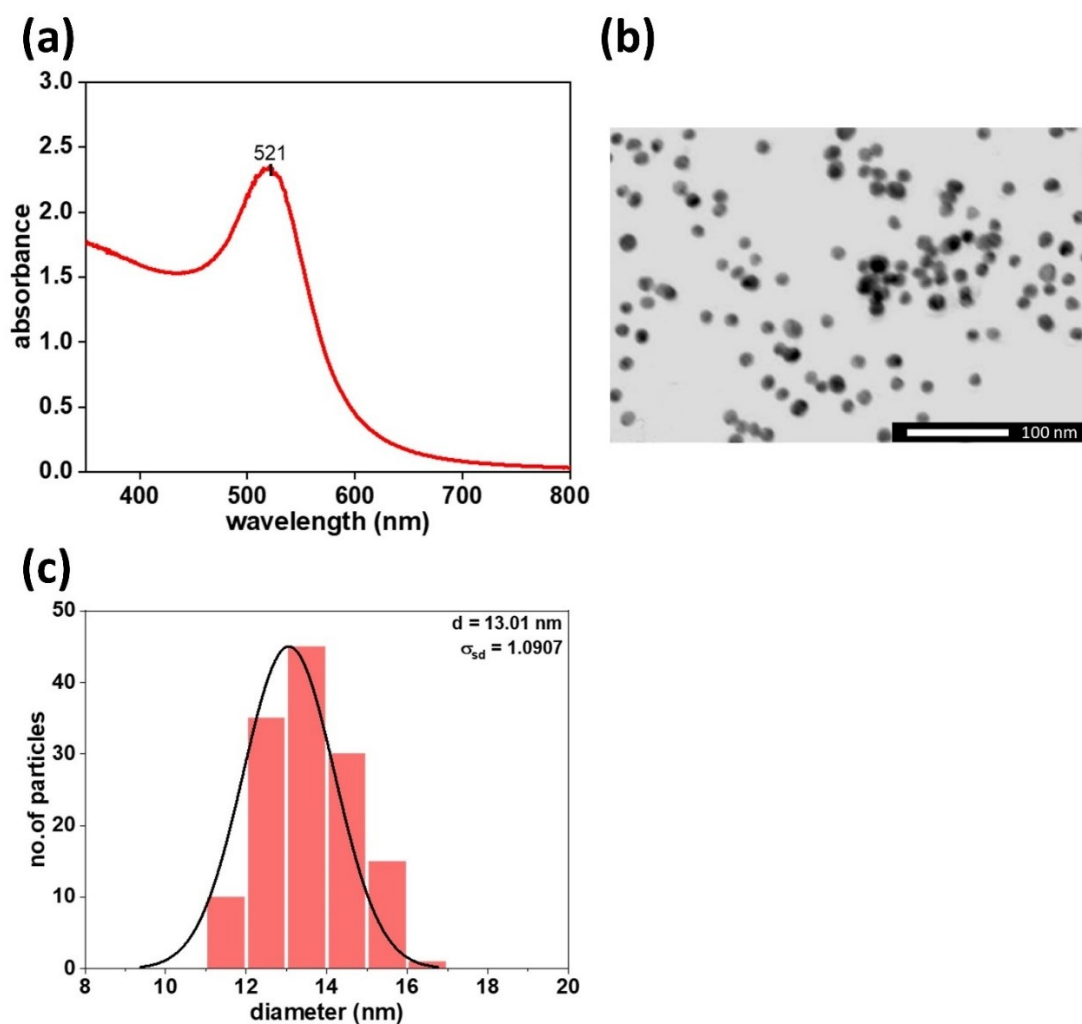 (a)
3.0
2.5
2.0
1.5
1.0
0.5
0.0
absorbance
521
400 500 600 700 800
wavelength (nm)
(b)
100 nm
(c)
50
40
30
20
10
0
no.of particles
d = 13.01 nm
σsd = 1.0907
8 10 12 14 16 18 20
diameter (nm)